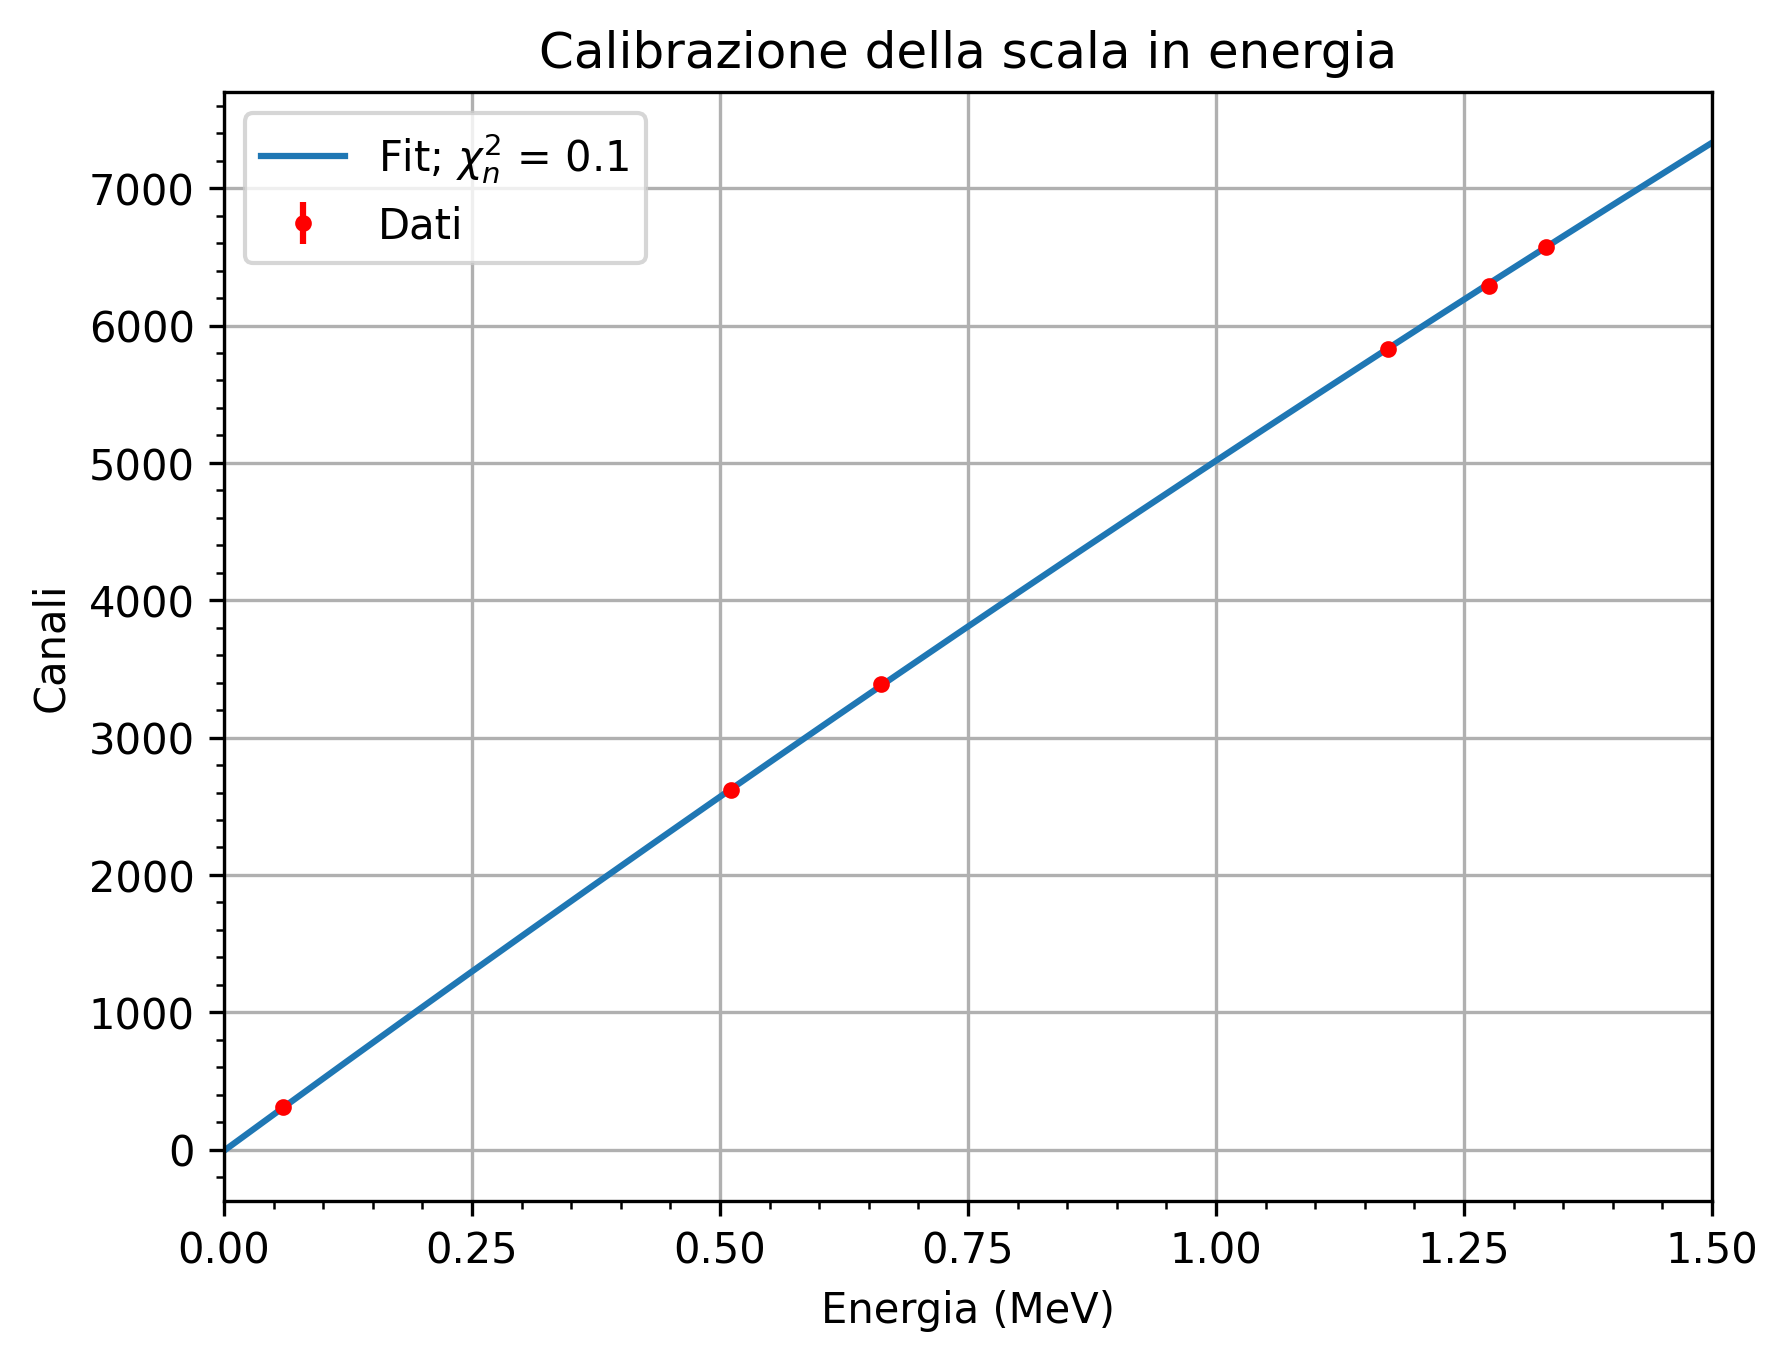 Calibrazione della scala in energia
Fit; χ²ₙ = 0.1
Dati
7000
6000
5000
4000
3000
2000
1000
0
Canali
0.00 0.25 0.50 0.75 1.00 1.25 1.50
Energia (MeV)